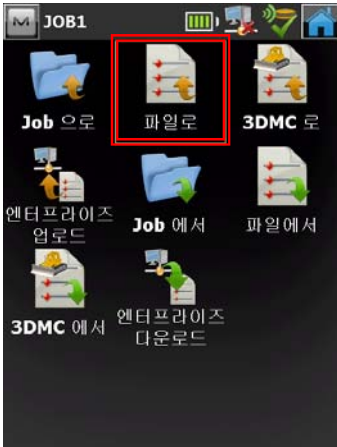 JOB1
Job 으로
파일로
3DMC 로
엔터프라이즈
업로드
Job 에서
파일에서
3DMC 에서
엔터프라이즈
다운로드